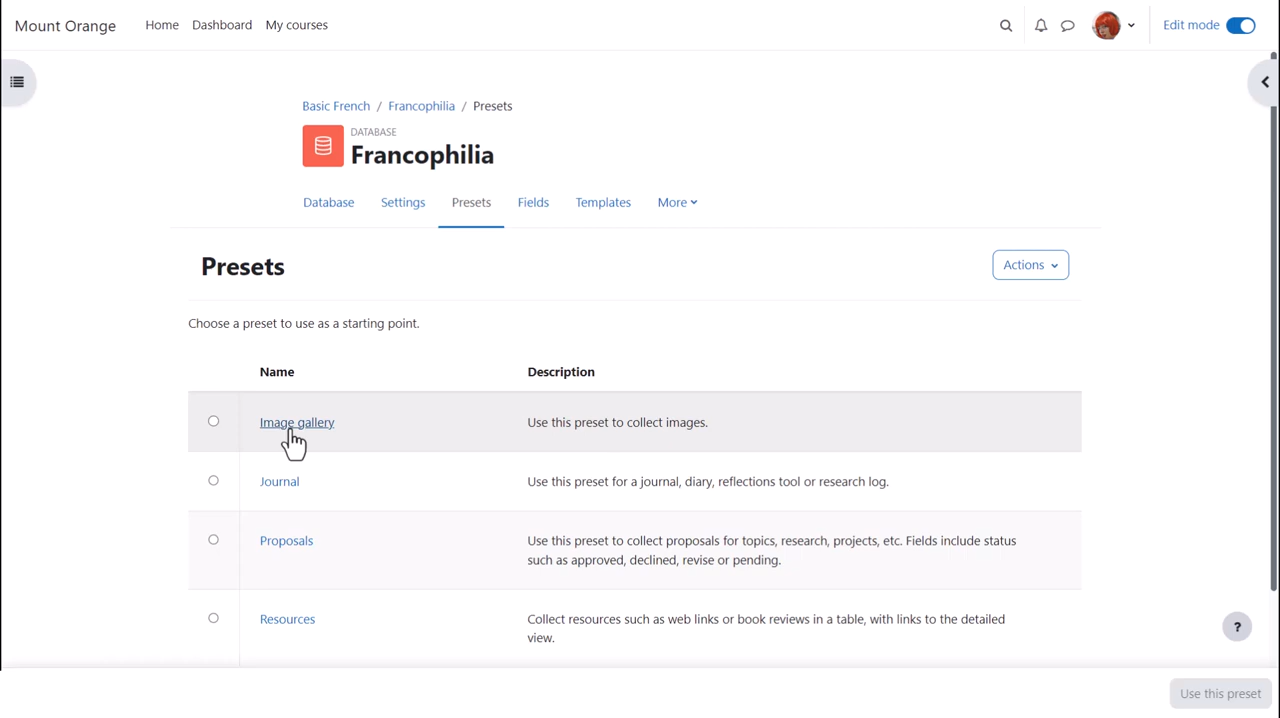 Mount Orange Home Dashboard My courses Edit mode
Basic French / Francophilia / Presets
DATABASE
Francophilia
Database Settings Presets Fields Templates More
Presets
Actions
Choose a preset to use as a starting point.
Name Description
Image gallery Use this preset to collect images.
Journal Use this preset for a journal, diary, reflections tool or research log.
Proposals Use this preset to collect proposals for topics, research, projects, etc. Fields include status
such as approved, declined, revise or pending.
Resources Collect resources such as web links or book reviews in a table, with links to the detailed
view.
?
Use this preset